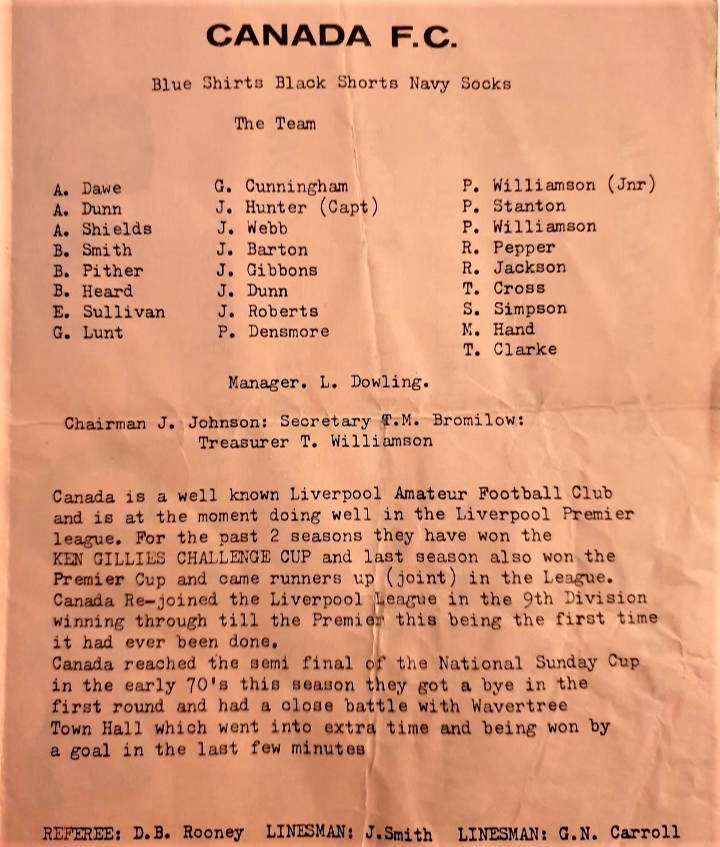 CANADA F.C.
Blue Shirts Black Shorts Navy Socks
The Team
A. Dawe
A. Dunn
A. Shields
B. Smith
B. Pither
B. Heard
E. Sullivan
G. Lunt
G. Cunningham
J. Hunter (Capt)
J. Webb
J. Barton
J. Gibbons
J. Dunn
J. Roberts
P. Densmore
P. Williamson (Jnr)
P. Stanton
P. Williamson
R. Pepper
R. Jackson
T. Cross
S. Simpson
M. Hand
T. Clarke
Manager. L. Dowling.
Chairman J. Johnson: Secretary T.M. Bromilow:
Treasurer T. Williamson
Canada is a well known Liverpool Amateur Football Club
and is at the moment doing well in the Liverpool Premier
league. For the past 2 seasons they have won the
KEN GILLIES CHALLENGE CUP and last season also won the
Premier Cup and came runners up (joint) in the League.
Canada Re-joined the Liverpool League in the 9th Division
winning through till the Premier this being the first time
it had ever been done.
Canada reached the semi final of the National Sunday Cup
in the early 70's this season they got a bye in the
first round and had a close battle with Wavertree
Town Hall which went into extra time and being won by
a goal in the last few minutes
REFEREE: D.B. Rooney LINESMAN: J.Smith LINESMAN: G.N. Carroll